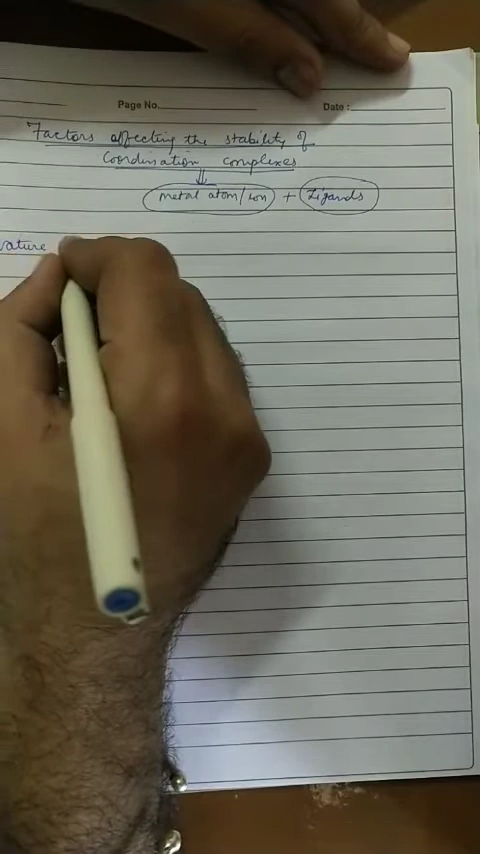 Page No. Date :
Factors affecting the stability of
Coordination complexes
⇓
metal atom/ion + Ligands
nature